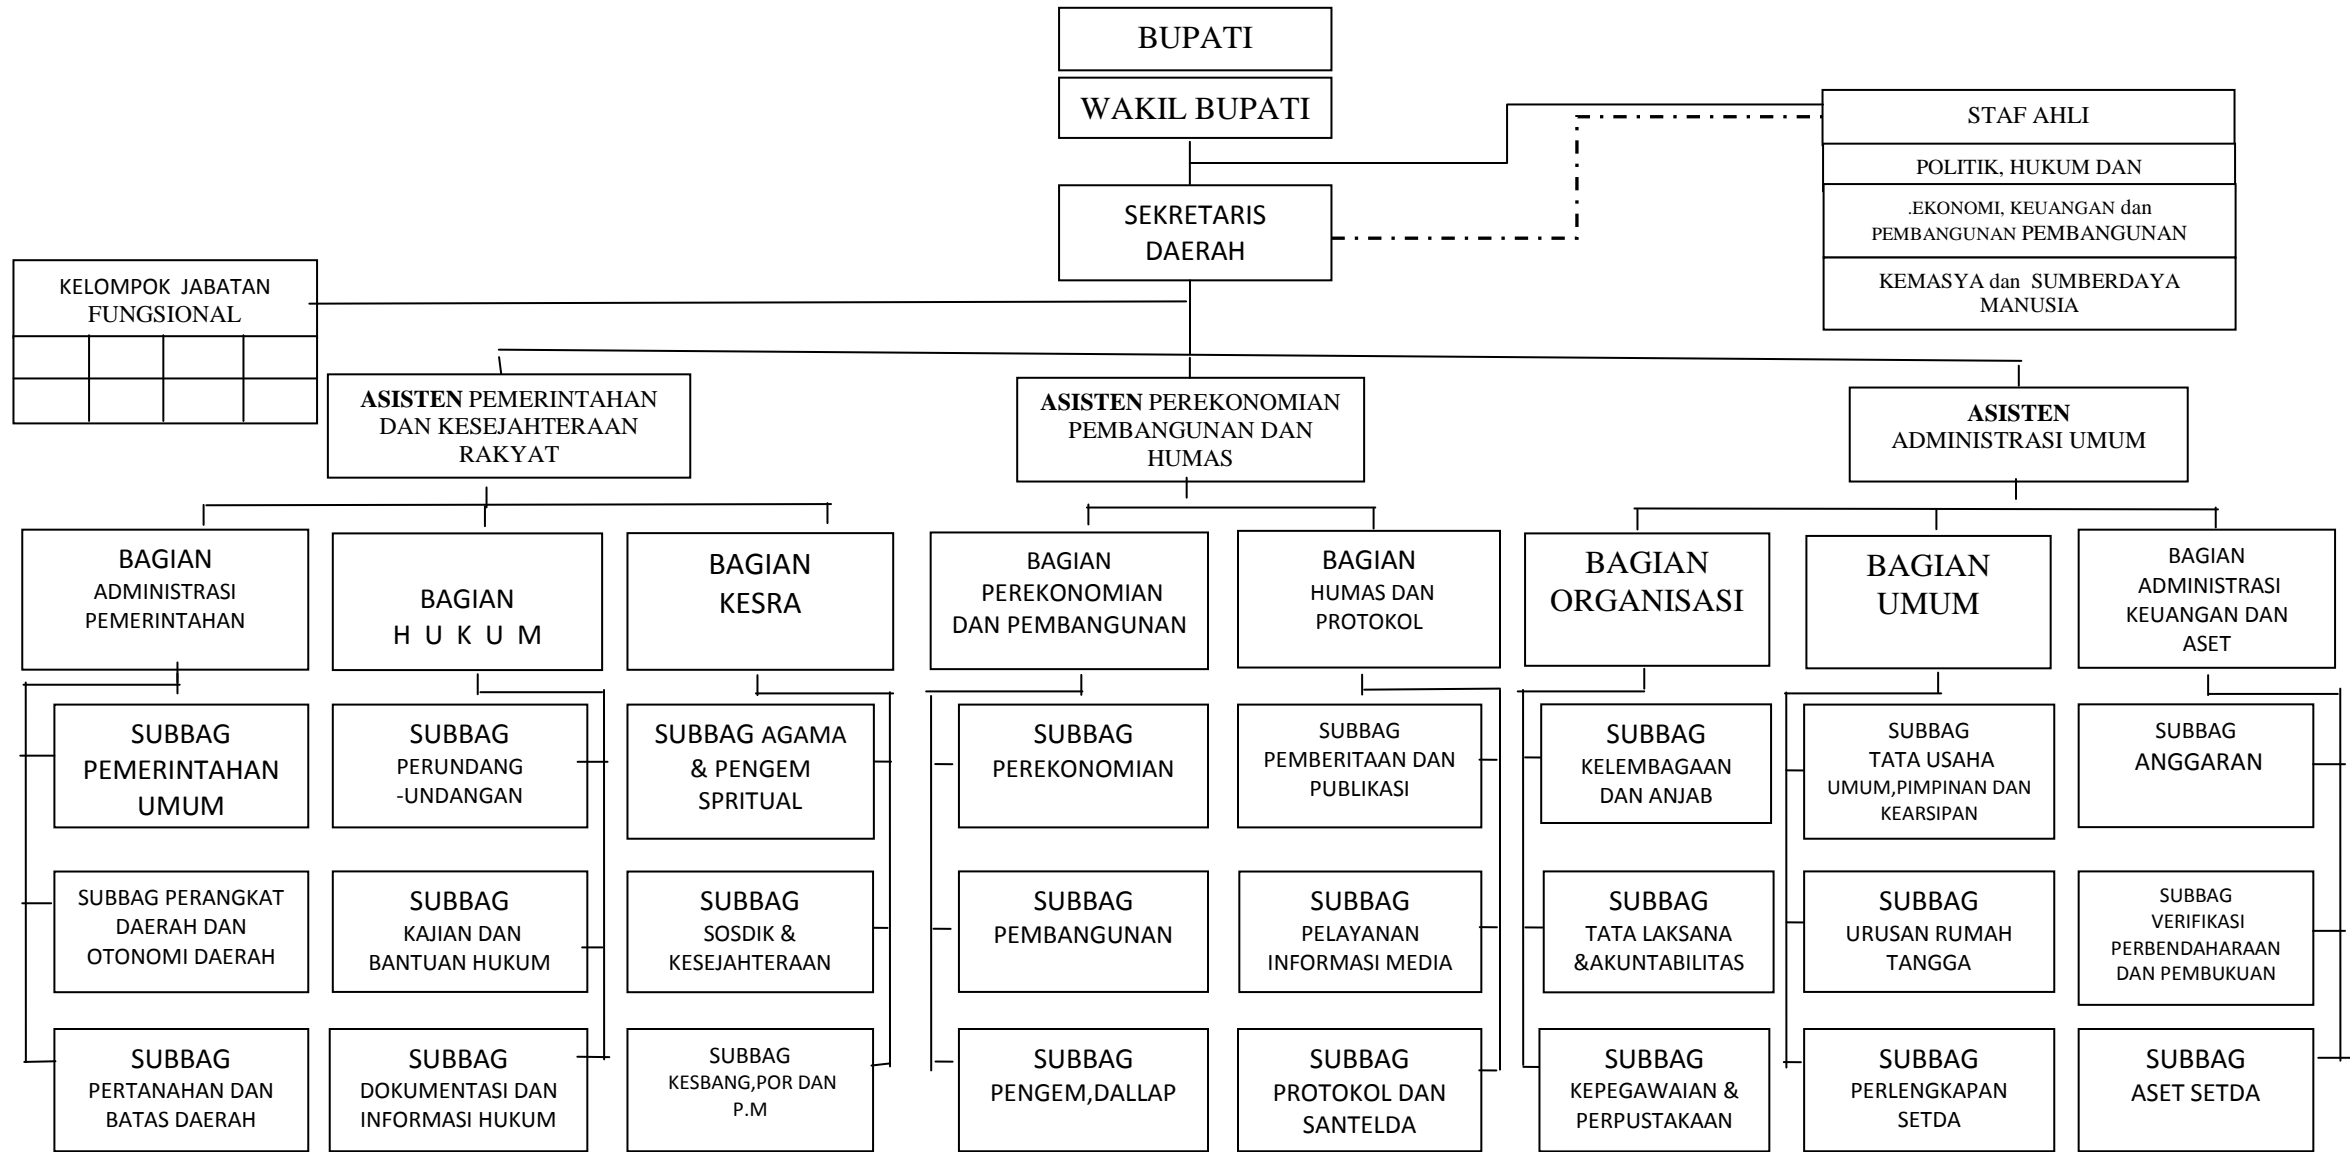 BUPATI
WAKIL BUPATI
STAF AHLI
POLITIK, HUKUM DAN
.EKONOMI, KEUANGAN dan
PEMBANGUNAN PEMBANGUNAN
KEMASYA dan SUMBERDAYA
MANUSIA
SEKRETARIS
DAERAH
KELOMPOK JABATAN
FUNGSIONAL
ASISTEN PEMERINTAHAN
DAN KESEJAHTERAAN
RAKYAT
ASISTEN PEREKONOMIAN
PEMBANGUNAN DAN
HUMAS
ASISTEN
ADMINISTRASI UMUM
BAGIAN
ADMINISTRASI
PEMERINTAHAN
BAGIAN
H U K U M
BAGIAN
KESRA
BAGIAN
PEREKONOMIAN
DAN PEMBANGUNAN
BAGIAN
HUMAS DAN
PROTOKOL
BAGIAN
ORGANISASI
BAGIAN
UMUM
BAGIAN
ADMINISTRASI
KEUANGAN DAN
ASET
SUBBAG
PEMERINTAHAN
UMUM
SUBBAG
PERUNDANG
-UNDANGAN
SUBBAG AGAMA
& PENGEM
SPRITUAL
SUBBAG
PEREKONOMIAN
SUBBAG
PEMBERITAAN DAN
PUBLIKASI
SUBBAG
KELEMBAGAAN
DAN ANJAB
SUBBAG
TATA USAHA
UMUM,PIMPINAN DAN
KEARSIPAN
SUBBAG
ANGGARAN
SUBBAG PERANGKAT
DAERAH DAN
OTONOMI DAERAH
SUBBAG
KAJIAN DAN
BANTUAN HUKUM
SUBBAG
SOSDIK &
KESEJAHTERAAN
SUBBAG
PEMBANGUNAN
SUBBAG
PELAYANAN
INFORMASI MEDIA
SUBBAG
TATA LAKSANA
&AKUNTABILITAS
SUBBAG
URUSAN RUMAH
TANGGA
SUBBAG
VERIFIKASI
PERBENDAHARAAN
DAN PEMBUKUAN
SUBBAG
PERTANAHAN DAN
BATAS DAERAH
SUBBAG
DOKUMENTASI DAN
INFORMASI HUKUM
SUBBAG
KESBANG,POR DAN
P.M
SUBBAG
PENGEM,DALLAP
SUBBAG
PROTOKOL DAN
SANTELDA
SUBBAG
KEPEGAWAIAN &
PERPUSTAKAAN
SUBBAG
PERLENGKAPAN
SETDA
SUBBAG
ASET SETDA